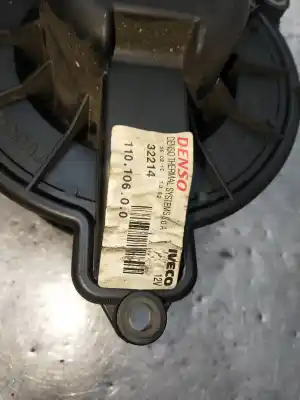 DENSO
DENSO THERMAL SYSTEMS
32214
110.106.0.0
IVECO
12V